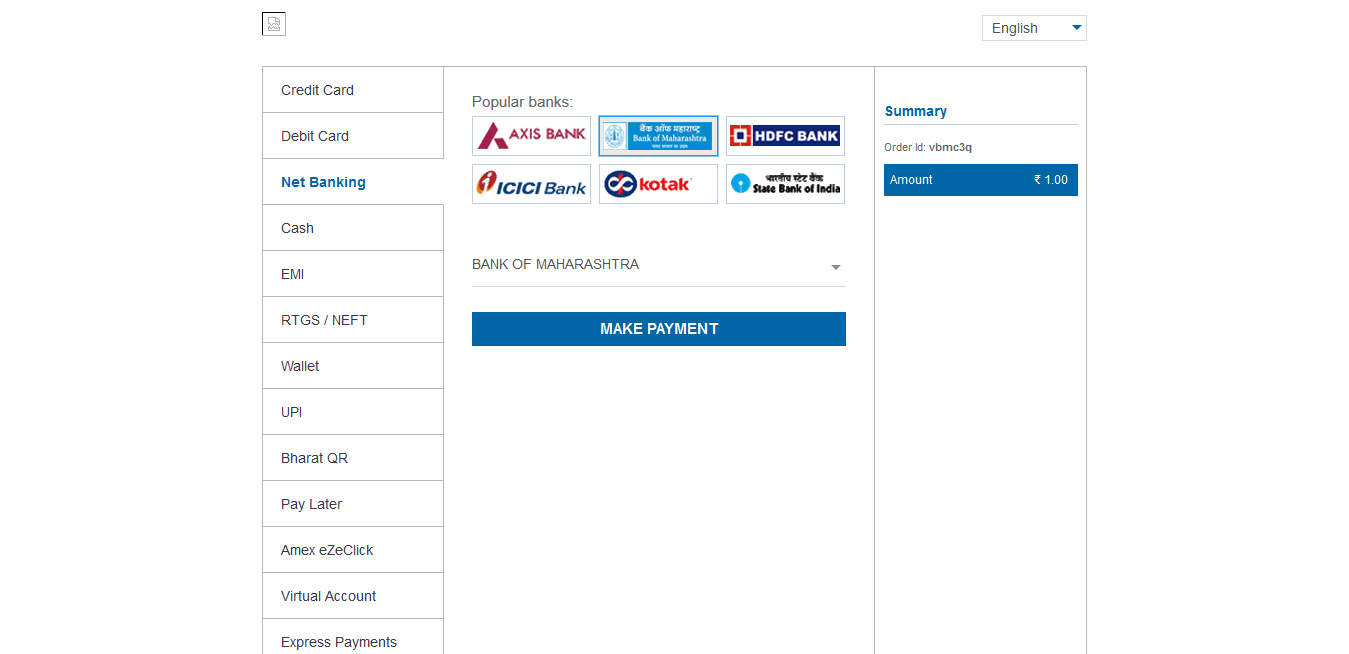 English
Credit Card
Debit Card
Net Banking
Cash
EMI
RTGS / NEFT
Wallet
UPI
Bharat QR
Pay Later
Amex eZeClick
Virtual Account
Express Payments
Popular banks:
AXIS BANK
बैंक ऑफ महाराष्ट्र
Bank of Maharashtra
HDFC BANK
ICICI Bank
kotak
भारतीय स्टेट बैंक
State Bank of India
BANK OF MAHARASHTRA
MAKE PAYMENT
Summary
Order Id: vbmc3q
Amount ₹ 1.00